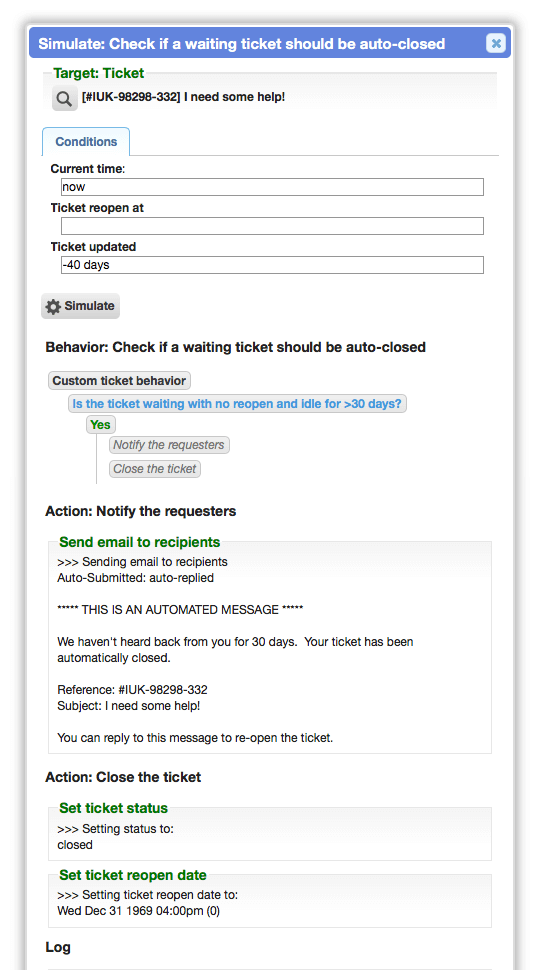 Simulate: Check if a waiting ticket should be auto-closed
Target: Ticket
[#IUK-98298-332] I need some help!
Conditions
Current time:
now
Ticket reopen at
Ticket updated
-40 days
Simulate
Behavior: Check if a waiting ticket should be auto-closed
Custom ticket behavior
Is the ticket waiting with no reopen and idle for >30 days?
Yes
Notify the requesters
Close the ticket
Action: Notify the requesters
Send email to recipients
>>> Sending email to recipients
Auto-Submitted: auto-replied
***** THIS IS AN AUTOMATED MESSAGE *****
We haven't heard back from you for 30 days.  Your ticket has been
automatically closed.
Reference: #IUK-98298-332
Subject: I need some help!
You can reply to this message to re-open the ticket.
Action: Close the ticket
Set ticket status
>>> Setting status to:
closed
Set ticket reopen date
>>> Setting ticket reopen date to:
Wed Dec 31 1969 04:00pm (0)
Log